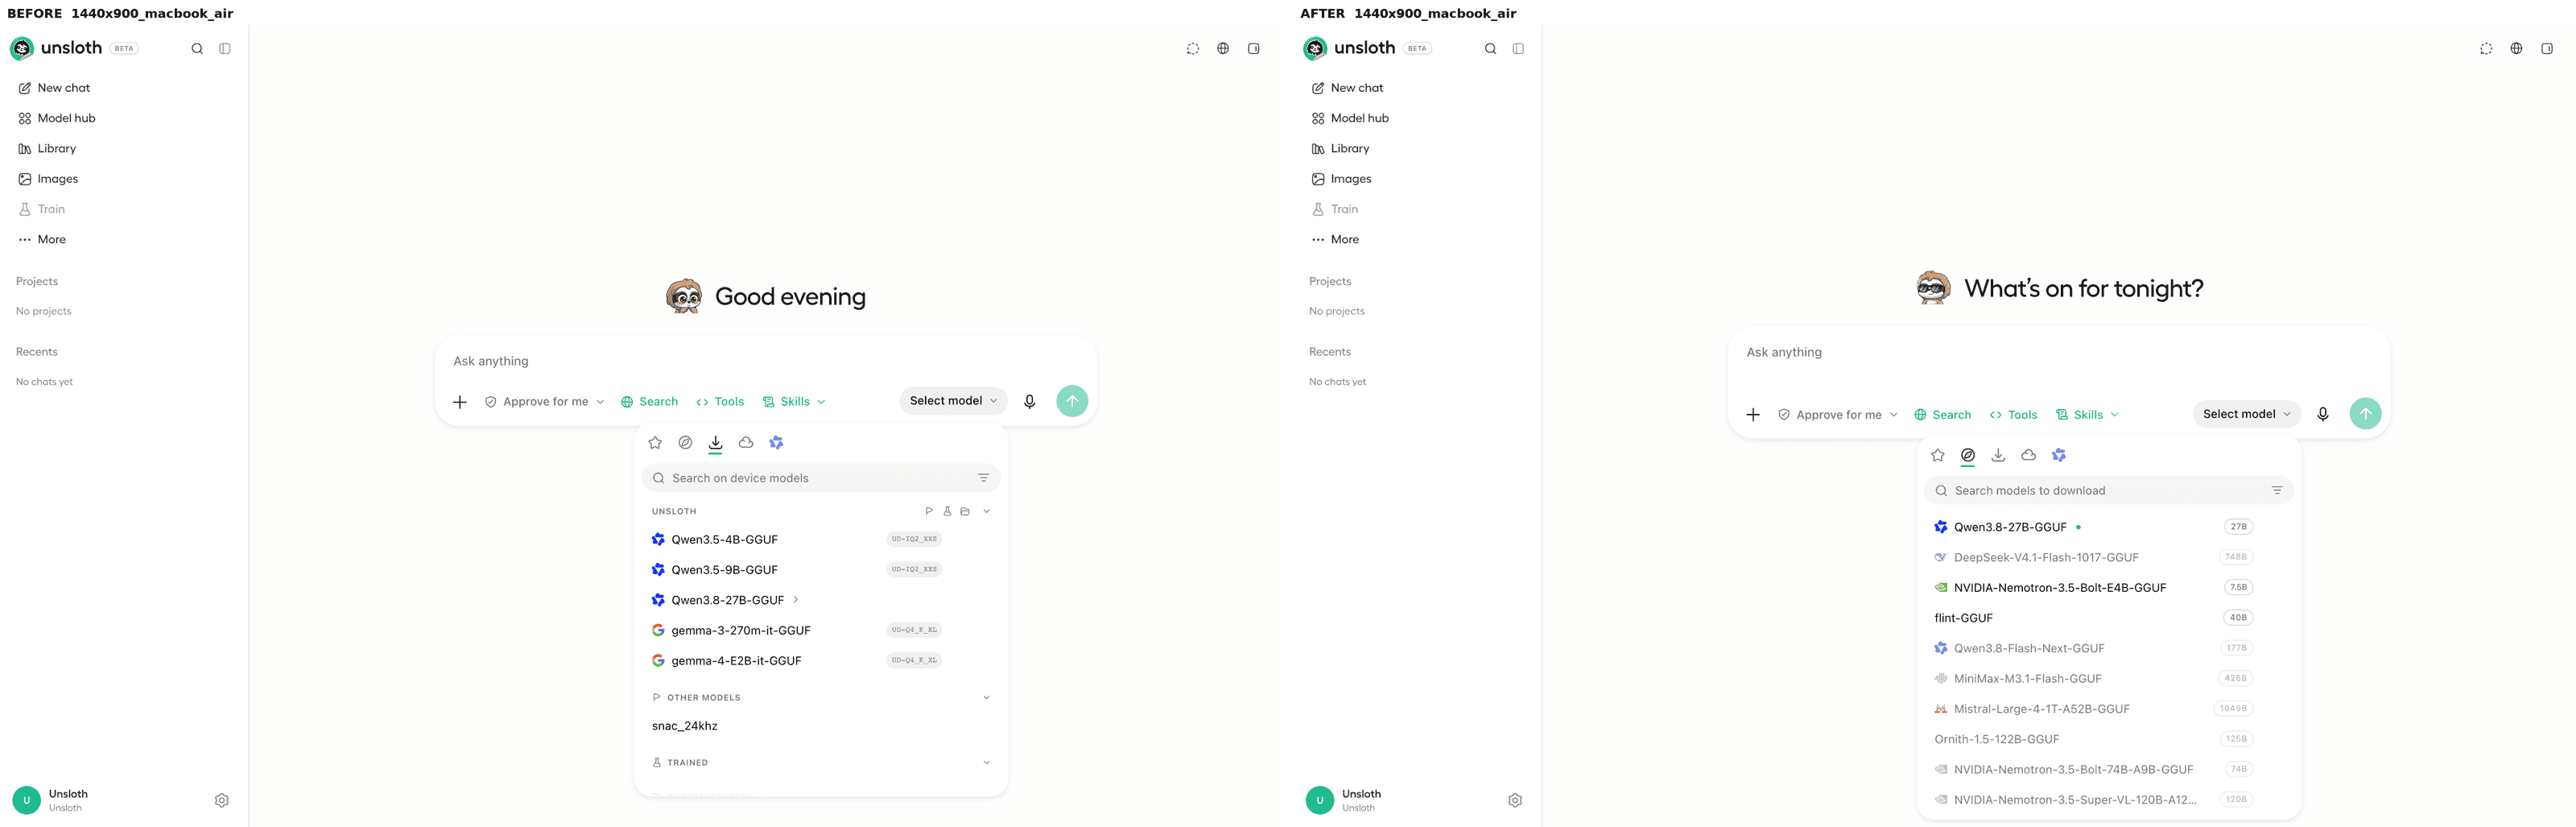 BEFORE 1440x900_macbook_air
unsloth BETA
New chat
Model hub
Library
Images
Train
More
Projects
No projects
Recents
No chats yet
Unsloth
Unsloth
U
Good evening
Ask anything
Approve for me
Search
Tools
Skills
Select model
Search on device models
UNSLOTH
Qwen3.5-4B-GGUF UD-IQ2_XXS
Qwen3.5-9B-GGUF UD-IQ2_XXS
Qwen3.8-27B-GGUF
gemma-3-270m-it-GGUF UD-Q4_K_XL
gemma-4-E2B-it-GGUF UD-Q4_K_XL
OTHER MODELS
snac_24khz
TRAINED
AFTER 1440x900_macbook_air
unsloth BETA
New chat
Model hub
Library
Images
Train
More
Projects
No projects
Recents
No chats yet
Unsloth
Unsloth
U
What's on for tonight?
Ask anything
Approve for me
Search
Tools
Skills
Select model
Search models to download
Qwen3.8-27B-GGUF 27B
DeepSeek-V4.1-Flash-1017-GGUF 748B
NVIDIA-Nemotron-3.5-Bolt-E4B-GGUF 7.5B
flint-GGUF 40B
Qwen3.8-Flash-Next-GGUF 177B
MiniMax-M3.1-Flash-GGUF 426B
Mistral-Large-4-1T-A52B-GGUF 1049B
Ornith-1.5-122B-GGUF 125B
NVIDIA-Nemotron-3.5-Bolt-74B-A9B-GGUF 74B
NVIDIA-Nemotron-3.5-Super-VL-120B-A12... 120B